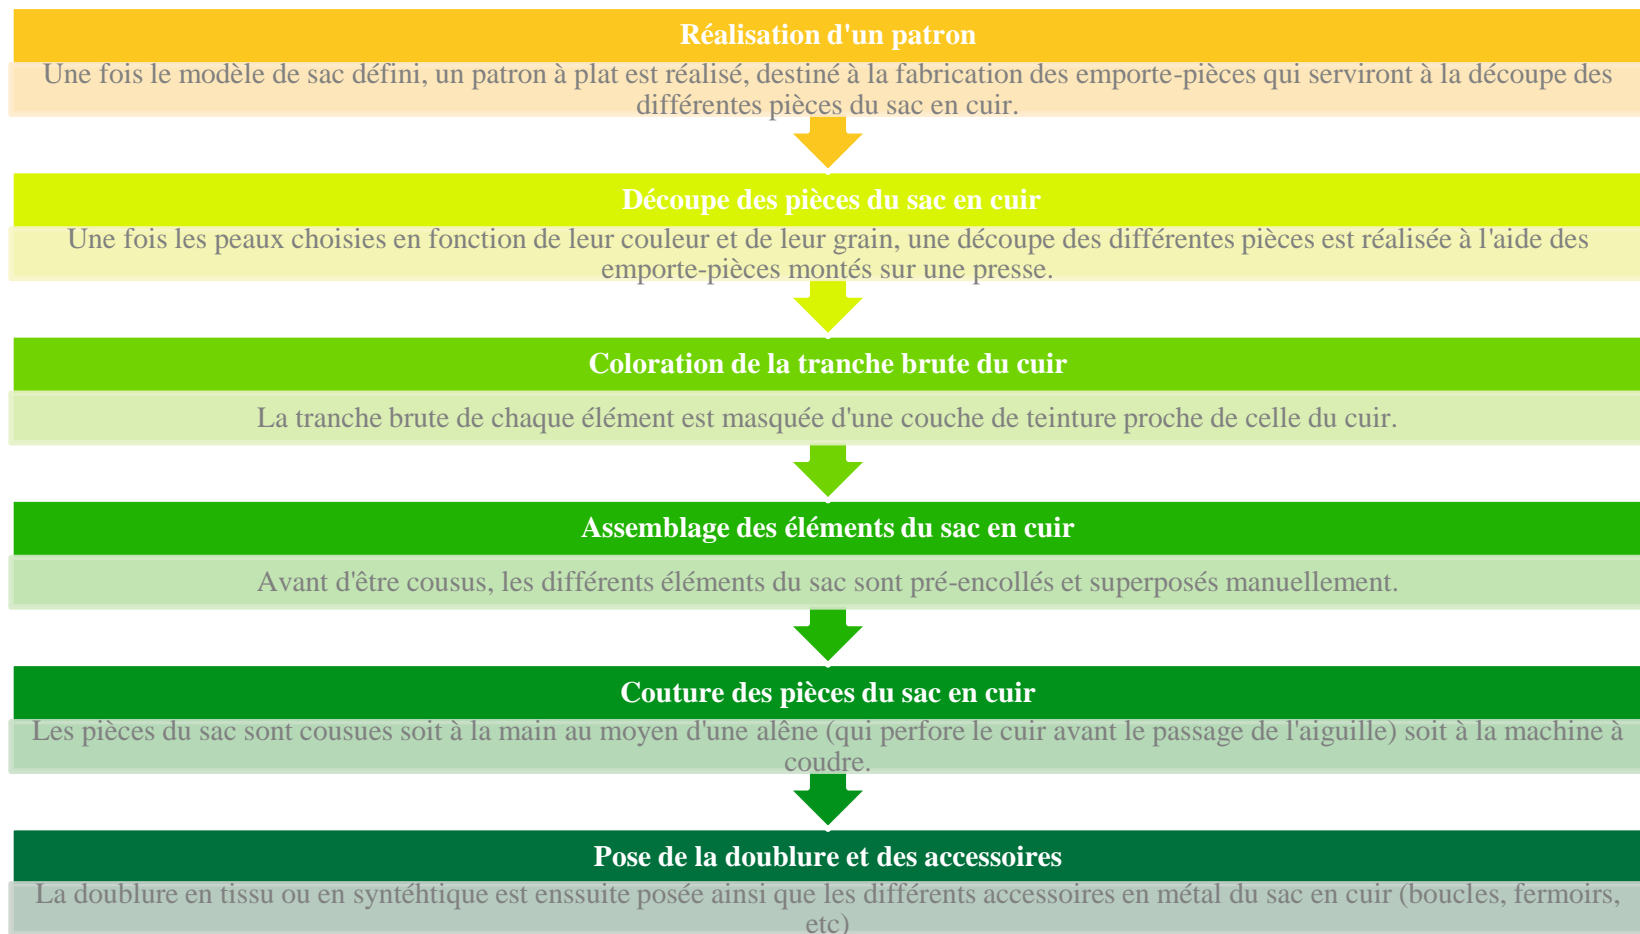 Réalisation d'un patron
Une fois le modèle de sac défini, un patron à plat est réalisé, destiné à la fabrication des emporte-pièces qui serviront à la découpe des
différentes pièces du sac en cuir.
Découpe des pièces du sac en cuir
Une fois les peaux choisies en fonction de leur couleur et de leur grain, une découpe des différentes pièces est réalisée à l'aide des
emporte-pièces montés sur une presse.
Coloration de la tranche brute du cuir
La tranche brute de chaque élément est masquée d'une couche de teinture proche de celle du cuir.
Assemblage des éléments du sac en cuir
Avant d'être cousus, les différents éléments du sac sont pré-encollés et superposés manuellement.
Couture des pièces du sac en cuir
Les pièces du sac sont cousues soit à la main au moyen d'une alêne (qui perfore le cuir avant le passage de l'aiguille) soit à la machine à
coudre.
Pose de la doublure et des accessoires
La doublure en tissu ou en syntéhtique est enssuite posée ainsi que les différents accessoires en métal du sac en cuir (boucles, fermoirs,
etc)